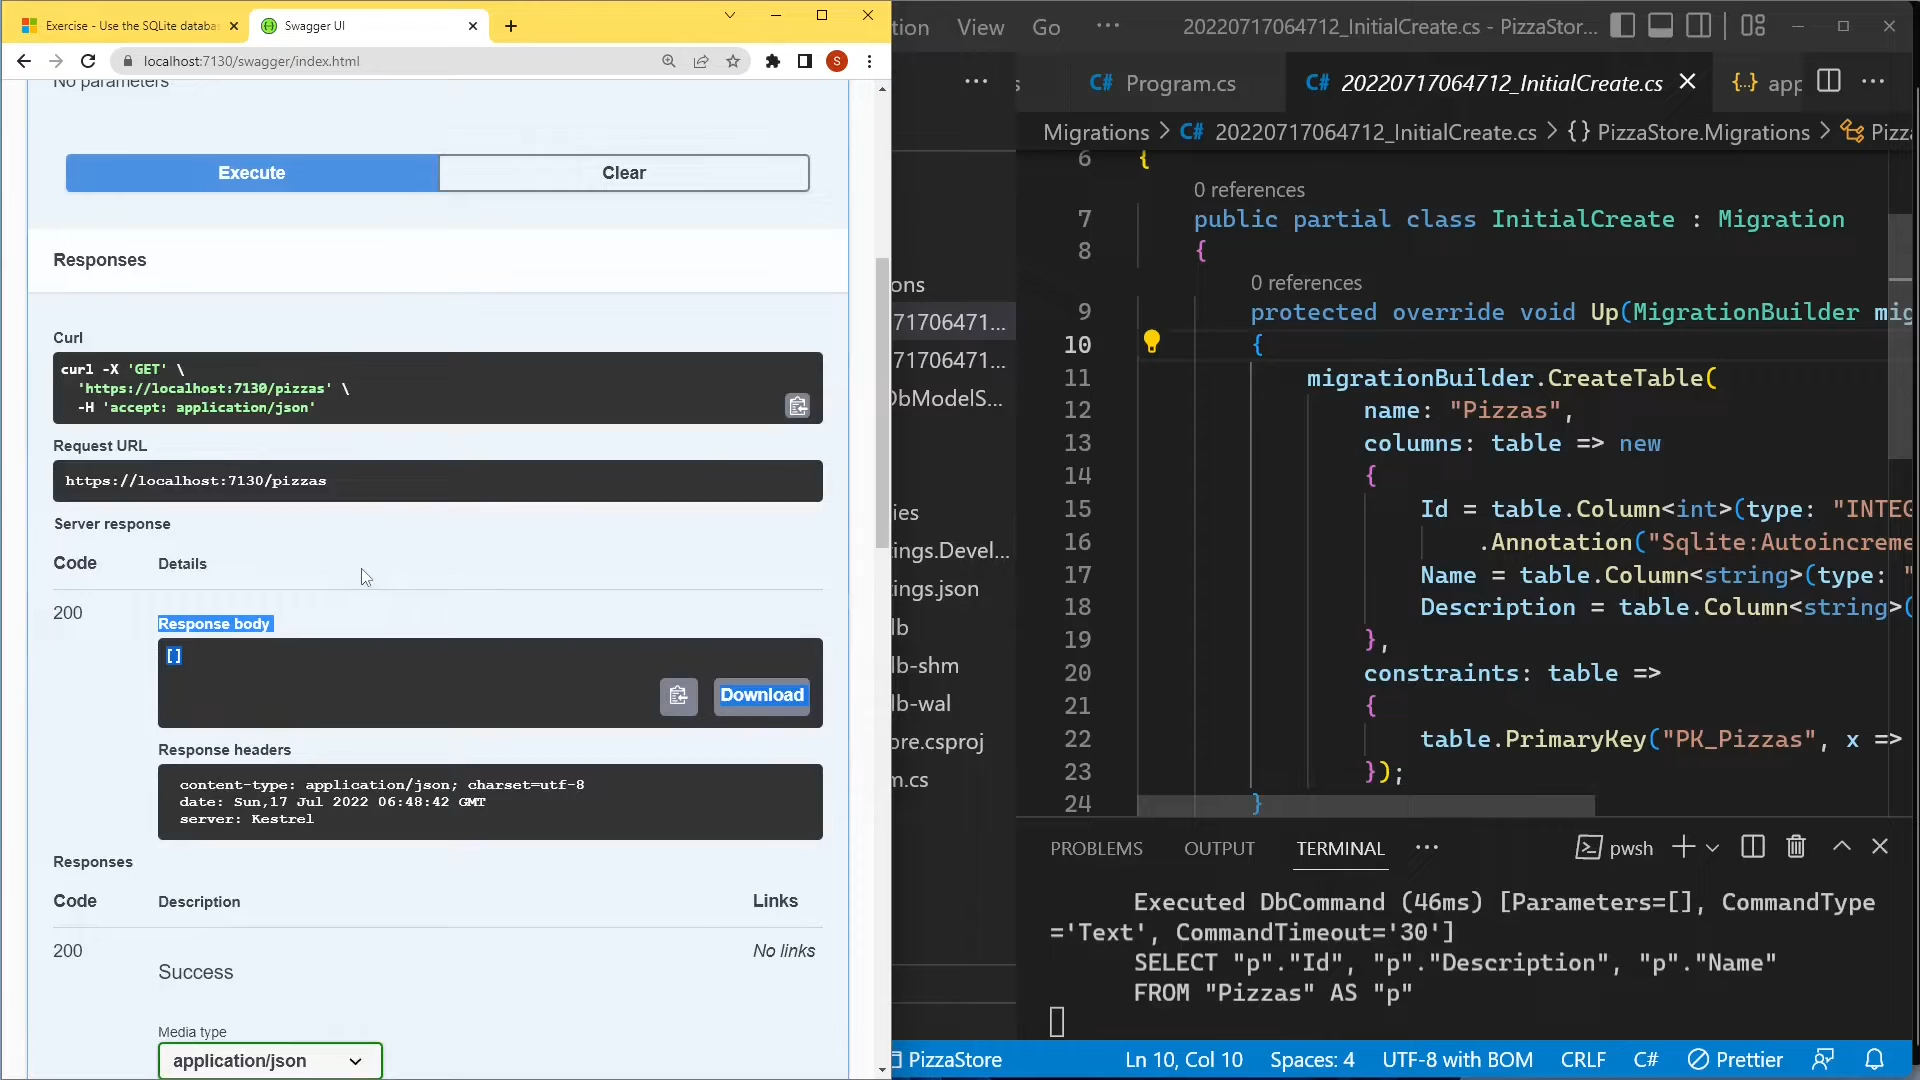 Exercise - Use the SQLite databas
Swagger UI
localhost:7130/swagger/index.html
S
No parameters
Execute
Clear
Responses
Curl
curl -X 'GET' \
'https://localhost:7130/pizzas' \
-H 'accept: application/json'
Request URL
https://localhost:7130/pizzas
Server response
Code
Details
200
Response body
[]
Download
Response headers
content-type: application/json; charset=utf-8
date: Sun,17 Jul 2022 06:48:42 GMT
server: Kestrel
Responses
Code
Description
Links
200
Success
No links
Media type
application/json
tion
View
Go
20220717064712_InitialCreate.cs - PizzaStor...
C# Program.cs
C# 20220717064712_InitialCreate.cs
{..} app
Migrations > C# 20220717064712_InitialCreate.cs > {} PizzaStore.Migrations > Pizza
ons
71706471...
71706471...
DbModelS...
ies
ings.Devel...
ings.json
lb
lb-shm
lb-wal
ore.csproj
m.cs
6 {
0 references
7 public partial class InitialCreate : Migration
8 {
0 references
9 protected override void Up(MigrationBuilder mig
10 {
11 migrationBuilder.CreateTable(
12 name: "Pizzas",
13 columns: table => new
14 {
15 Id = table.Column<int>(type: "INTEG
16 .Annotation("Sqlite:Autoincreme
17 Name = table.Column<string>(type: "
18 Description = table.Column<string>(
19 },
20 constraints: table =>
21 {
22 table.PrimaryKey("PK_Pizzas", x =>
23 });
24 }
PROBLEMS
OUTPUT
TERMINAL
pwsh
Executed DbCommand (46ms) [Parameters=[], CommandType
='Text', CommandTimeout='30']
SELECT "p"."Id", "p"."Description", "p"."Name"
FROM "Pizzas" AS "p"
PizzaStore
Ln 10, Col 10
Spaces: 4
UTF-8 with BOM
CRLF
C#
Prettier